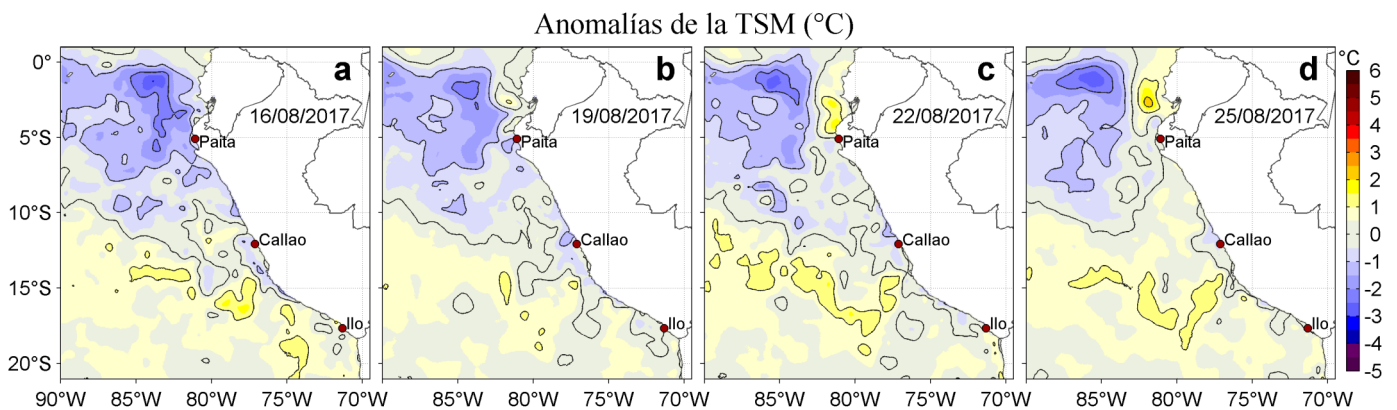 Anomalías de la TSM (°C)
0°
5°S
10°S
15°S
20°S
a
16/08/2017
Paita
Callao
Ilo
90°W 85°W 80°W 75°W 70°W
b
19/08/2017
Paita
Callao
Ilo
85°W 80°W 75°W 70°W
c
22/08/2017
Paita
Callao
Ilo
85°W 80°W 75°W 70°W
d
25/08/2017
Paita
Callao
Ilo
85°W 80°W 75°W 70°W
°C
6
5
4
3
2
1
0
-1
-2
-3
-4
-5